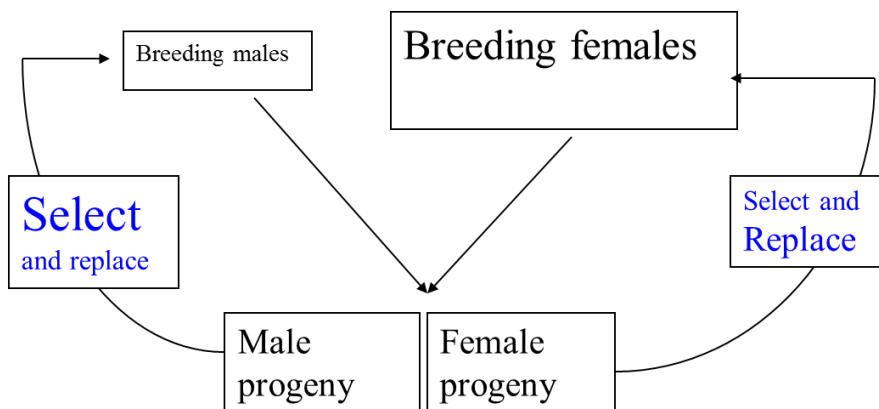 Breeding males
Breeding females
Select
and replace
Select and
Replace
Male
progeny
Female
progeny